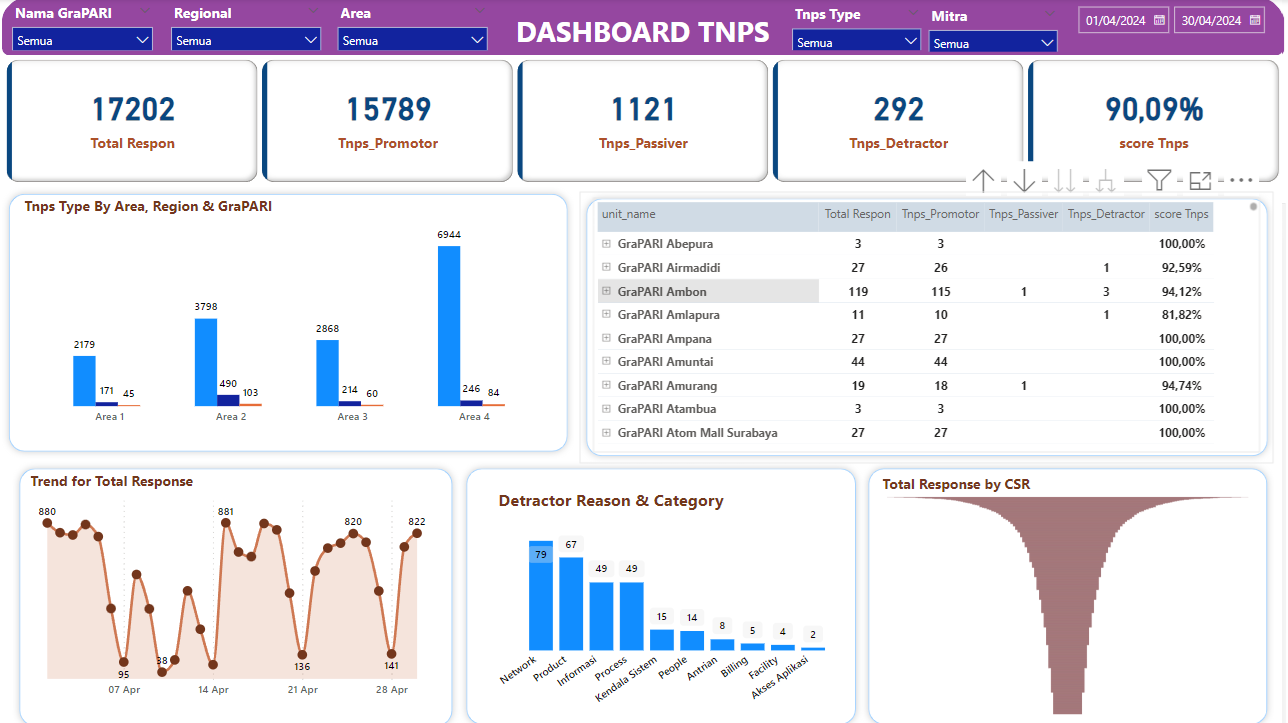 Nama GraPARI Regional Area DASHBOARD TNPS Tnps Type Mitra 01/04/2024 30/04/2024
Semua Semua Semua Semua Semua
17202 15789 1121 292 90,09%
Total Respon Tnps_Promotor Tnps_Passiver Tnps_Detractor score Tnps
Tnps Type By Area, Region & GraPARI
6944
3798
2868
2179
171 45 490 103 214 60 246 84
Area 1 Area 2 Area 3 Area 4
unit_name Total Respon Tnps_Promotor Tnps_Passiver Tnps_Detractor score Tnps
GraPARI Abepura 3 3 100,00%
GraPARI Airmadidi 27 26 1 92,59%
GraPARI Ambon 119 115 1 3 94,12%
GraPARI Amlapura 11 10 1 81,82%
GraPARI Ampana 27 27 100,00%
GraPARI Amuntai 44 44 100,00%
GraPARI Amurang 19 18 1 94,74%
GraPARI Atambua 3 3 100,00%
GraPARI Atom Mall Surabaya 27 27 100,00%
Trend for Total Response
880 881 820 822
95 38 136 141
07 Apr 14 Apr 21 Apr 28 Apr
Detractor Reason & Category
79 67 49 49 15 14 8 5 4 2
Network Product Informasi Process Kendala Sistem People Antrian Billing Facility Akses Aplikasi
Total Response by CSR